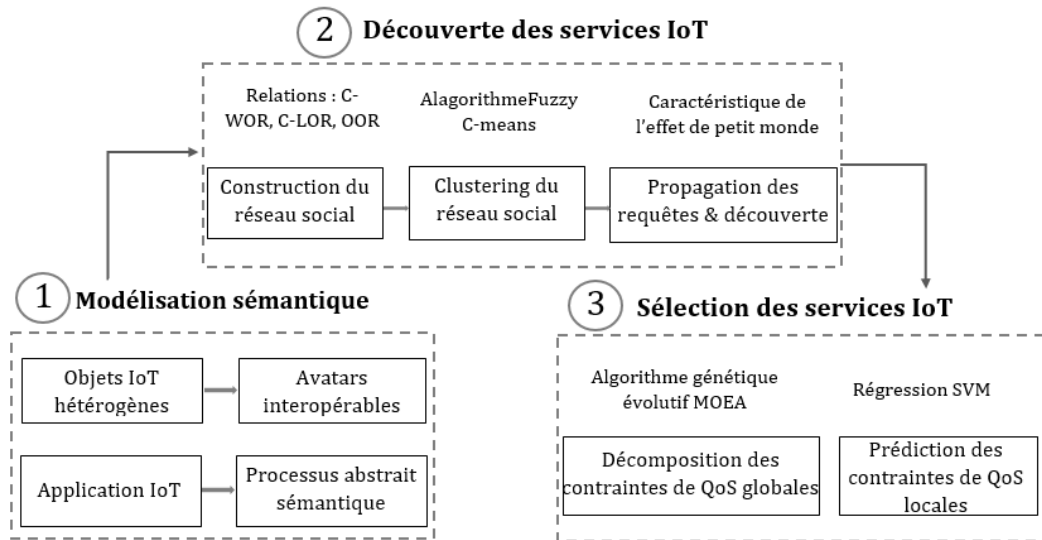 2 Découverte des services IoT
Relations : C-
WOR, C-LOR, OOR
AlagorithmeFuzzy
C-means
Caractéristique de
l'effet de petit monde
Construction du
réseau social
Clustering du
réseau social
Propagation des
requêtes & découverte
1 Modélisation sémantique
Objets IoT
hétérogènes
Avatars
interopérables
Application IoT
Processus abstrait
sémantique
3 Sélection des services IoT
Algorithme génétique
évolutif MOEA
Régression SVM
Décomposition des
contraintes de QoS globales
Prédiction des
contraintes de QoS
locales